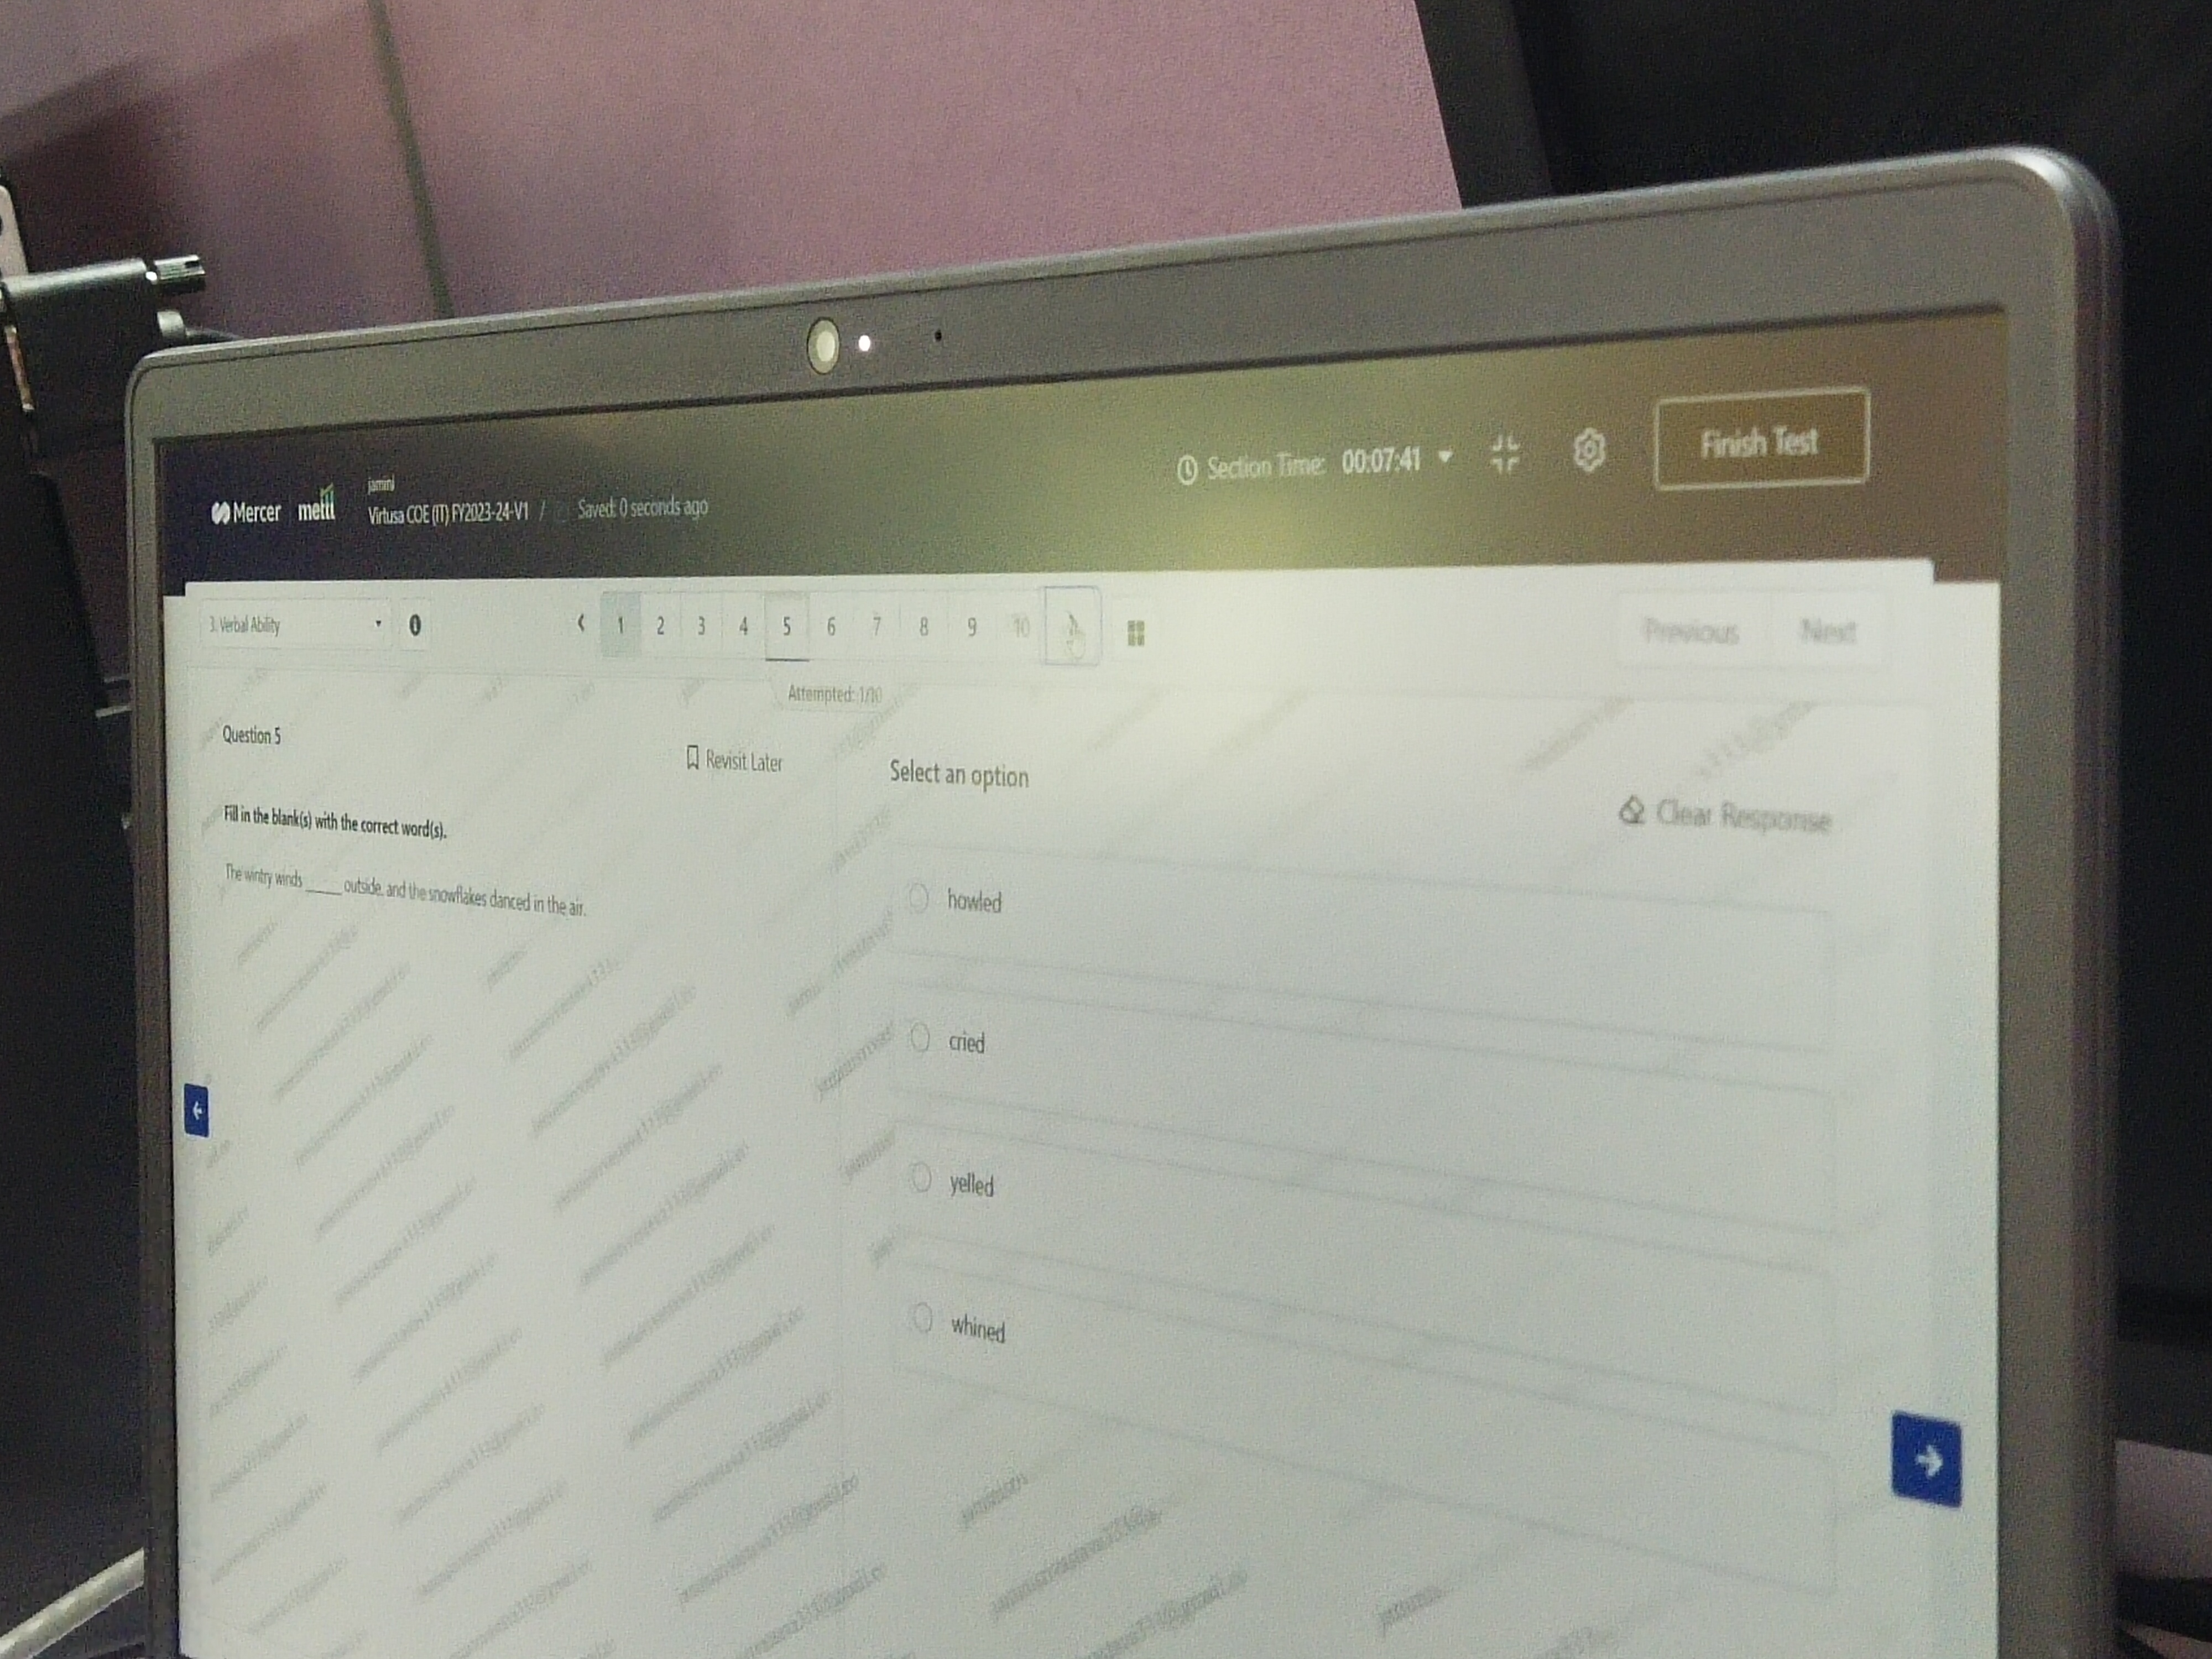 jammi
Mercer mettl
Virtusa COE (IT) FY2023-24-V1 / Saved: 0 seconds ago
Section Time: 00:07:41
Finish Test
3. Verbal Ability
1 2 3 4 5 6 7 8 9 10
Previous Next
Attempted: 1/10
Question 5
Revisit Later
Fill in the blank(s) with the correct word(s).
The wintry winds _____ outside, and the snowflakes danced in the air.
Select an option
Clear Response
howled
cried
yelled
whined